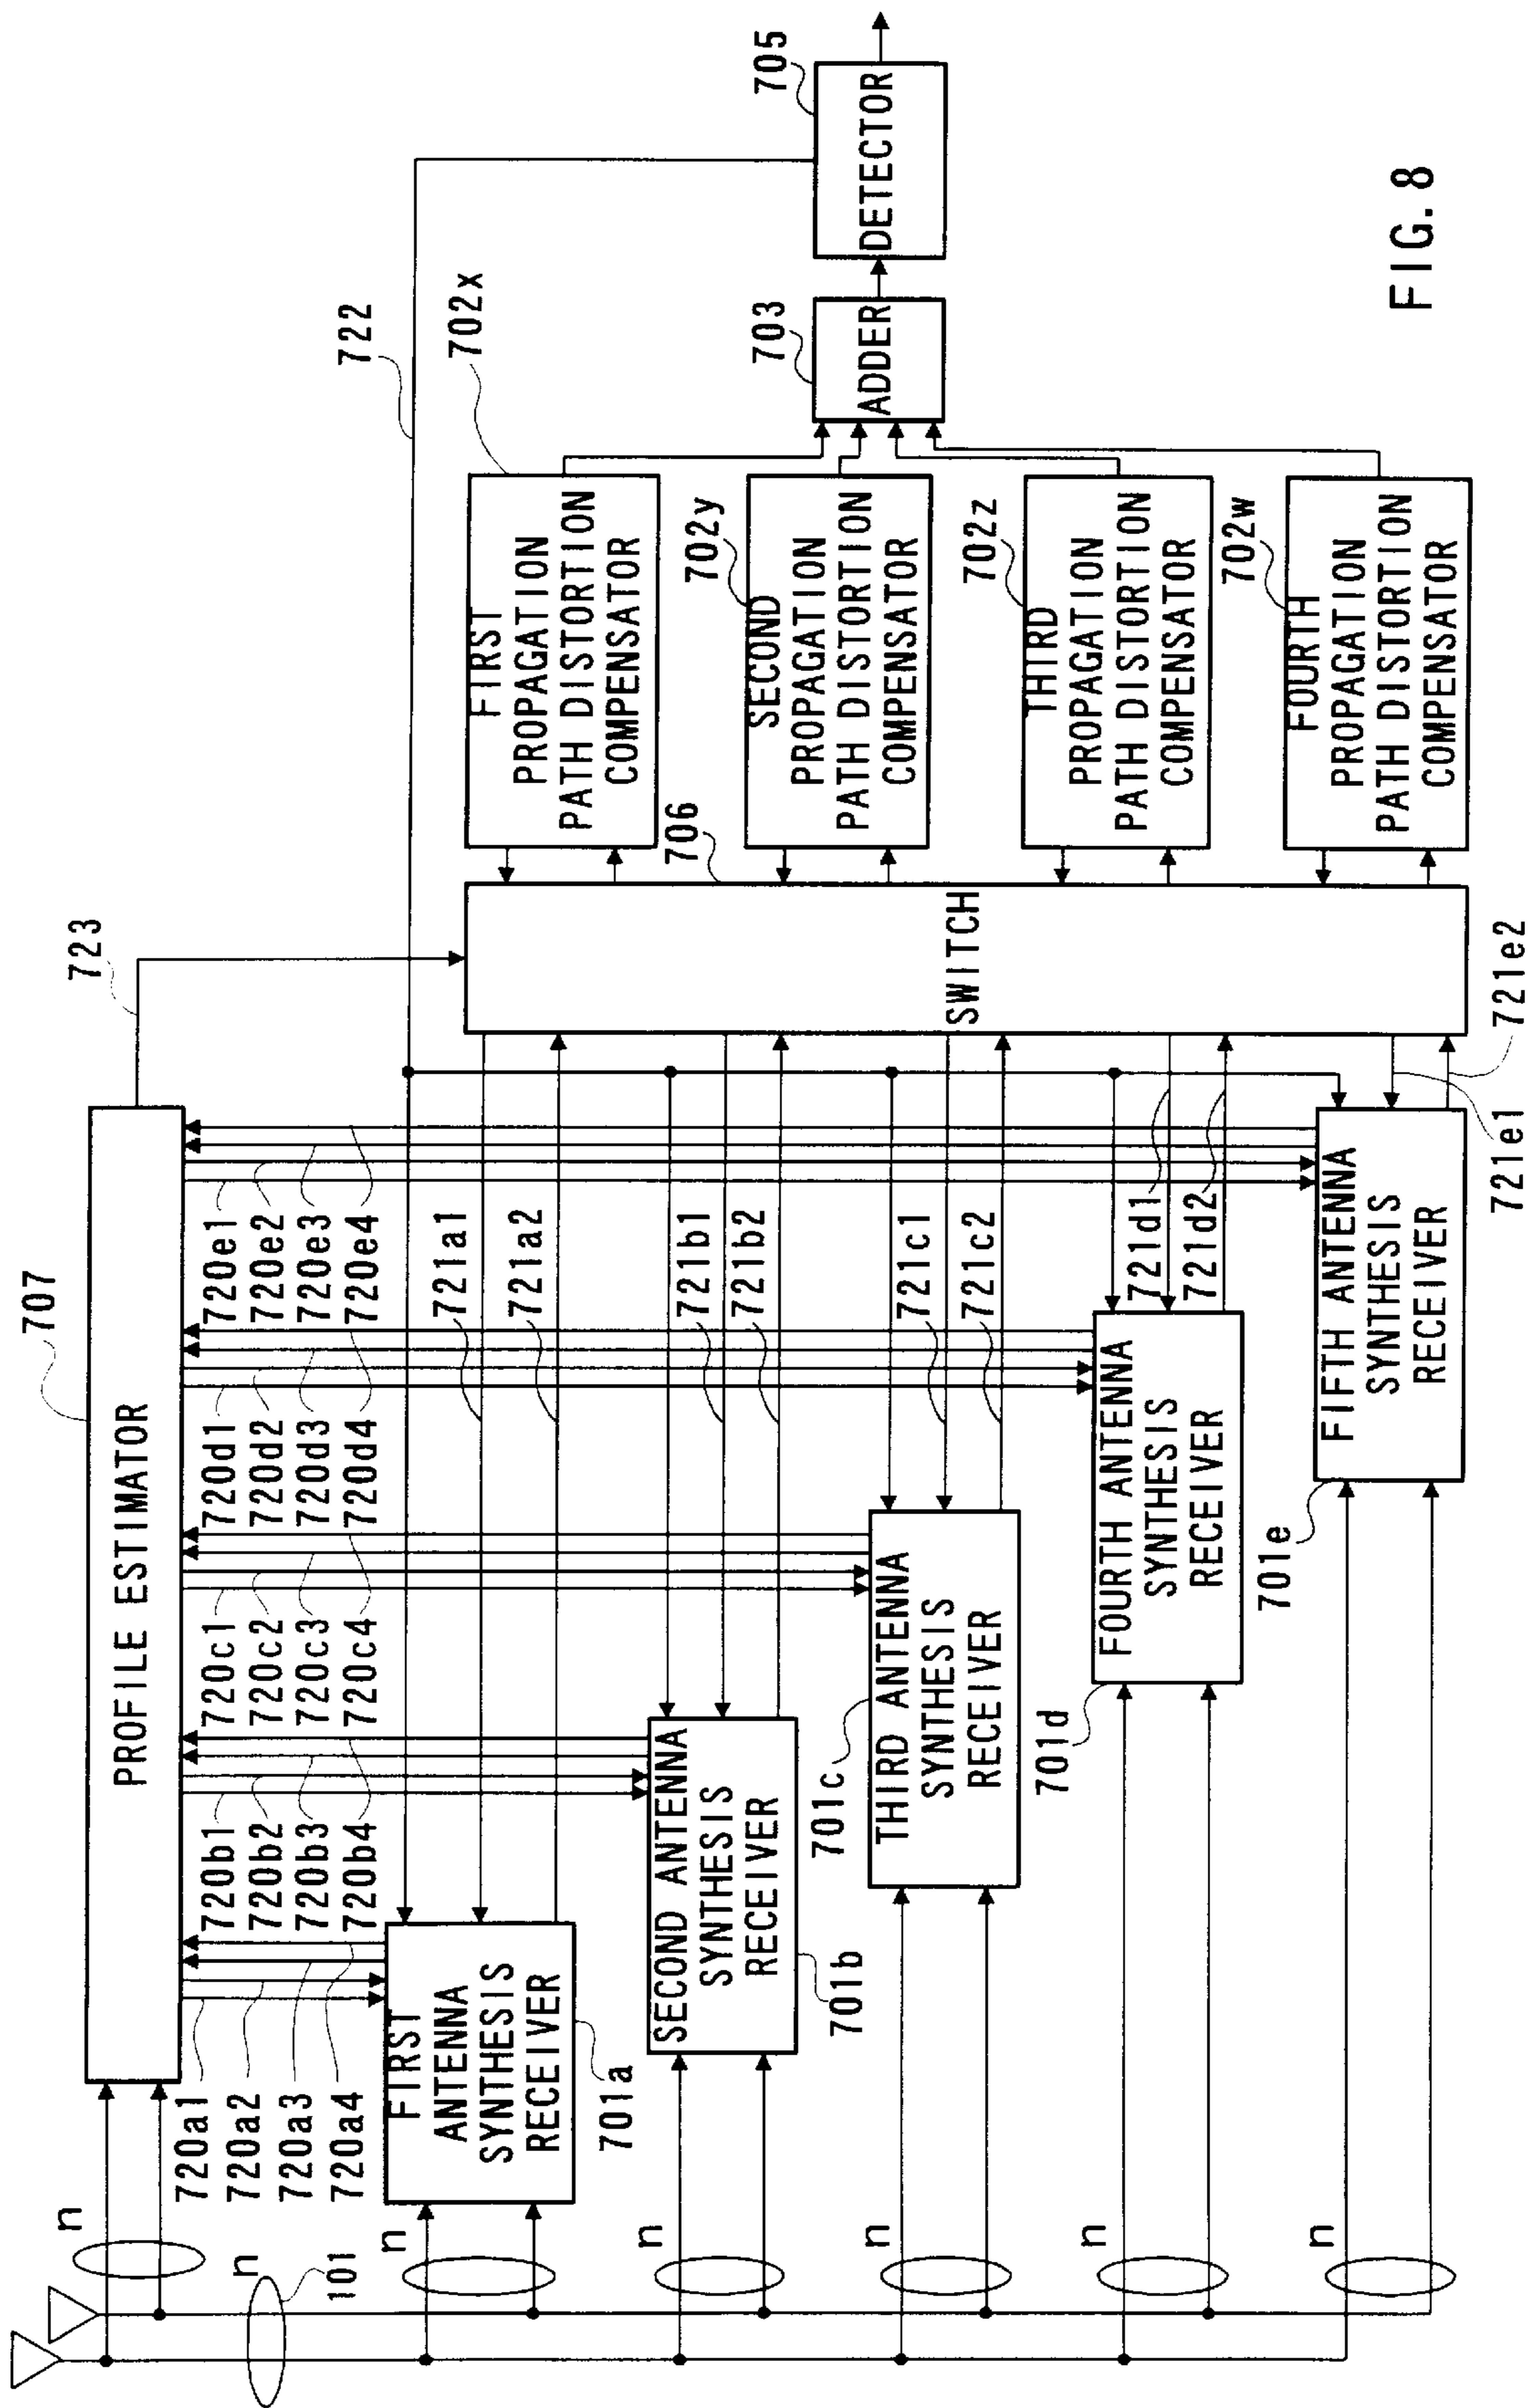 707
PROFILE ESTIMATOR
723
722
n
n
101
720a1
720a2
720a3
720a4
720b1
720b2
720b3
720b4
720c1
720c2
720c3
720c4
720d1
720d2
720d3
720d4
720e1
720e2
720e3
720e4
n
FIRST
ANTENNA
SYNTHESIS
RECEIVER
701a
721a1
721a2
n
SECOND ANTENNA
SYNTHESIS
RECEIVER
701b
721b1
721b2
n
THIRD ANTENNA
SYNTHESIS
RECEIVER
701c
721c1
721c2
n
FOURTH ANTENNA
SYNTHESIS
RECEIVER
701d
721d1
721d2
n
FIFTH ANTENNA
SYNTHESIS
RECEIVER
701e
721e1
721e2
SWITCH
706
FIRST
PROPAGATION
PATH DISTORTION
COMPENSATOR
702x
SECOND
PROPAGATION
PATH DISTORTION
COMPENSATOR
702y
THIRD
PROPAGATION
PATH DISTORTION
COMPENSATOR
702z
FOURTH
PROPAGATION
PATH DISTORTION
COMPENSATOR
702w
ADDER
703
DETECTOR
705
FIG. 8